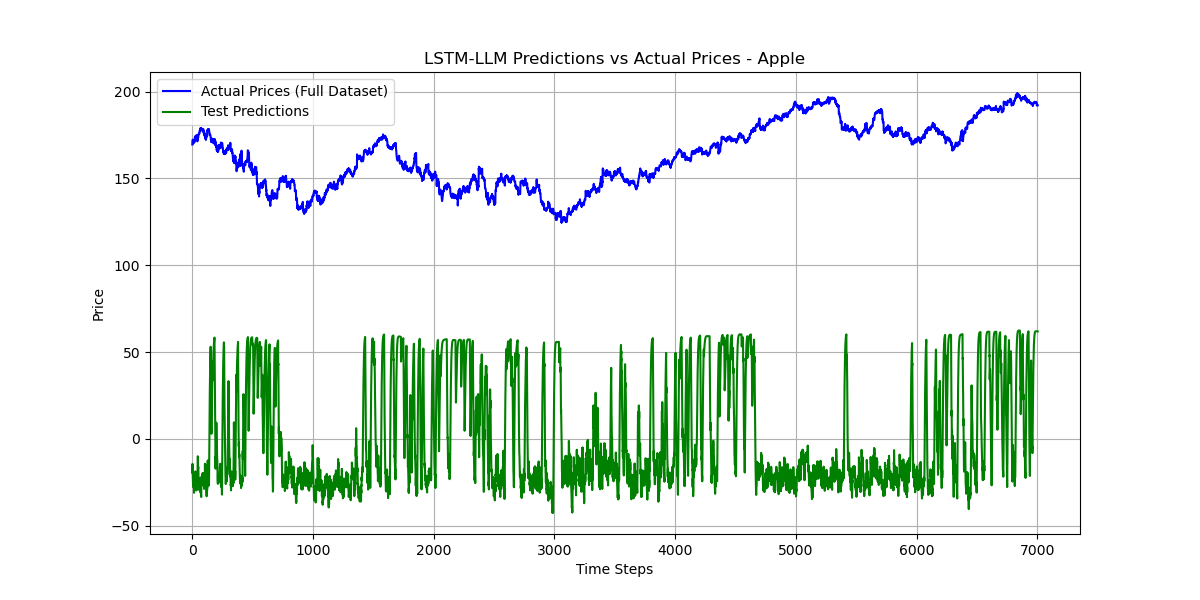 LSTM-LLM Predictions vs Actual Prices - Apple
Actual Prices (Full Dataset)
Test Predictions
200
150
100
50
0
−50
Price
0 1000 2000 3000 4000 5000 6000 7000
Time Steps